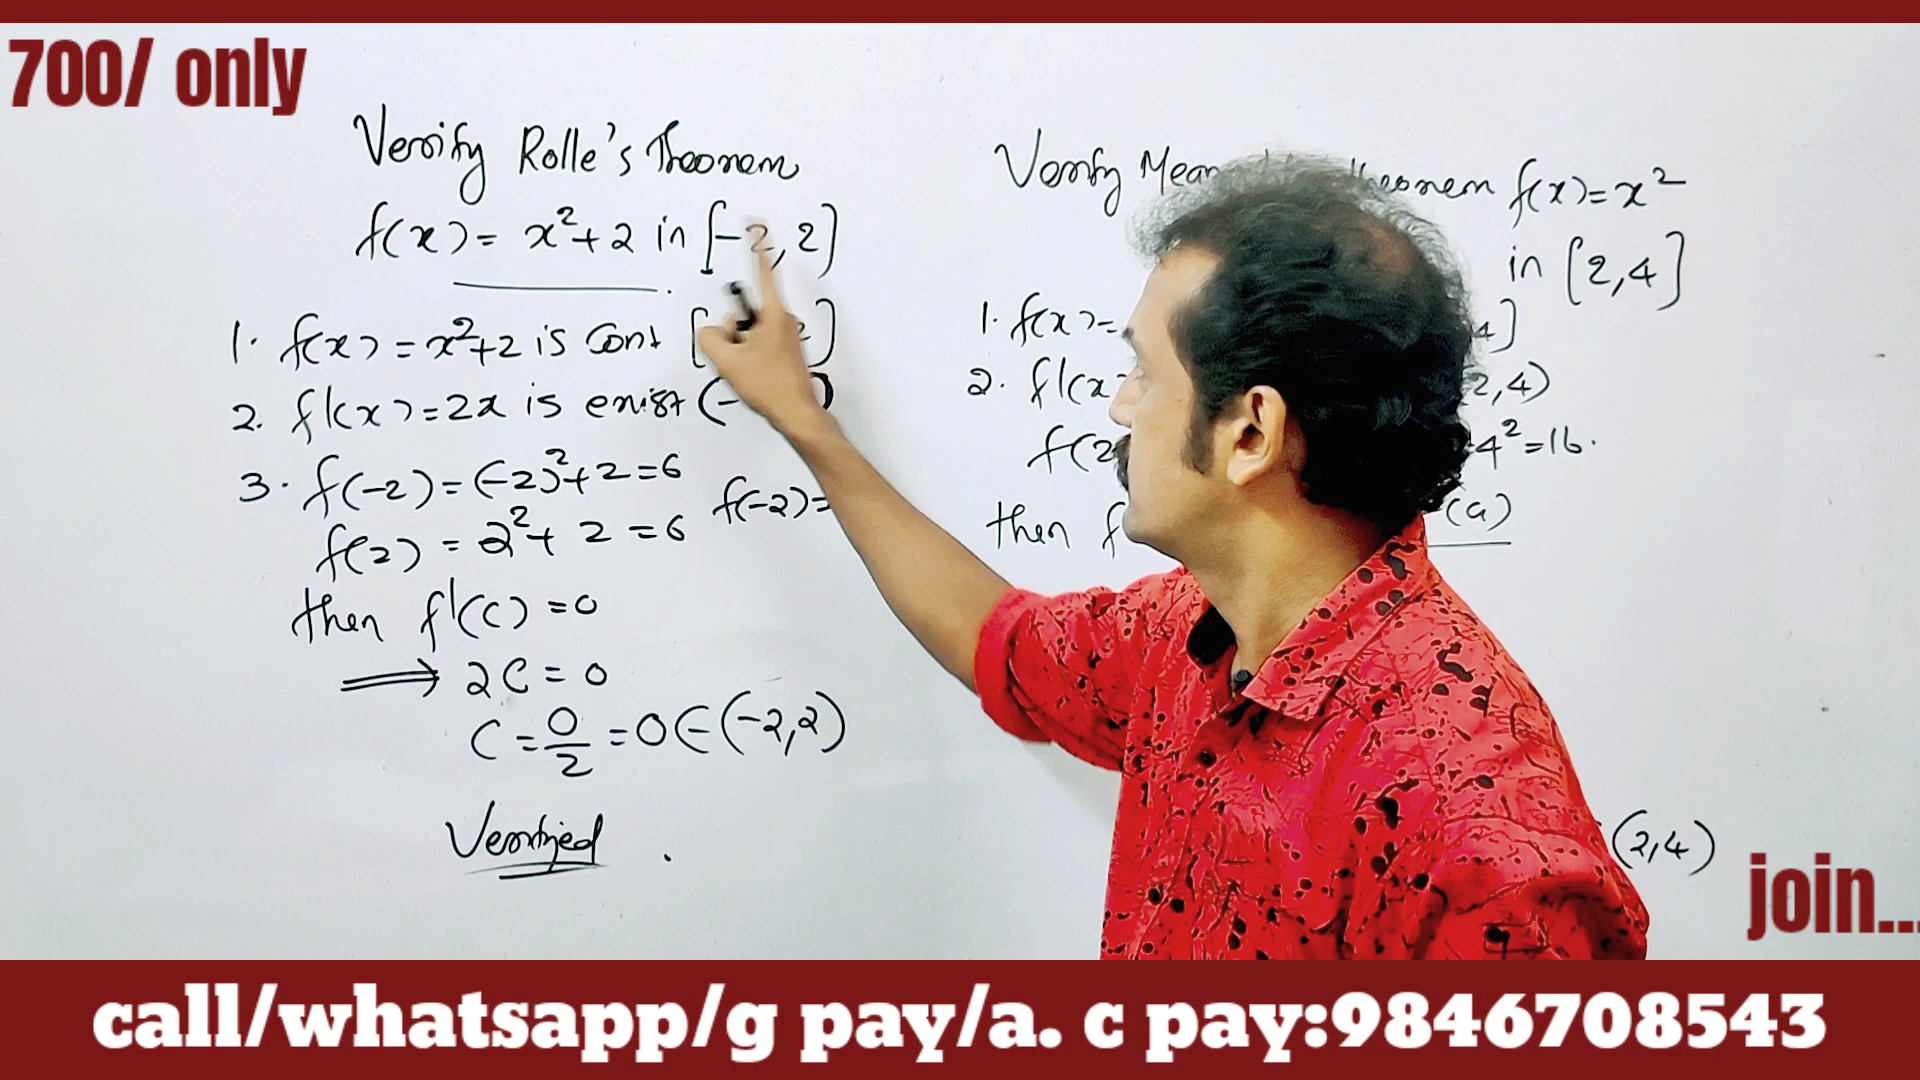 700/ only
Verify Rolle's Theorem
f(x) = x²+2 in [-2,2]
1. f(x) = x²+2 is cont [
2. f'(x) = 2x is exist (-
3. f(-2) = (-2)²+2 = 6
f(-2)=
f(2) = 2²+ 2 = 6
then f'(c) = 0
⟹ 2C = 0
C = 0/2 = 0 ∈ (-2,2)
Verified
Verify Mean f(x) = x²
in [2,4]
1. f(x) = 4]
2. f'(x) 2,4)
f(2 4² = 16.
then f (a)
(2,4)
join...
call/whatsapp/g pay/a. c pay:9846708543